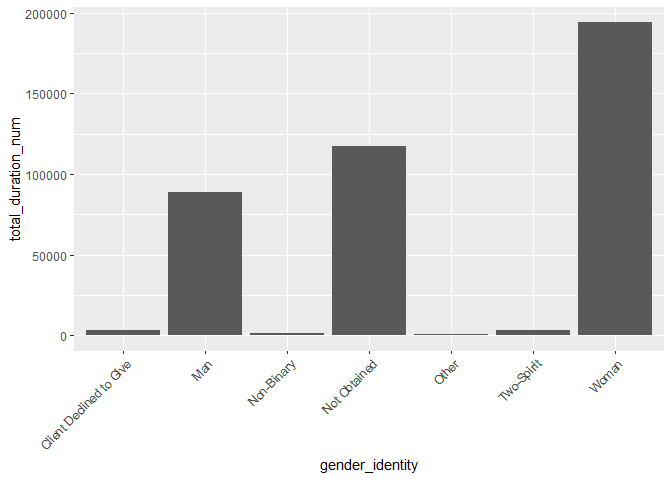 200000
150000
100000
50000
0
total_duration_num
Client Declined to Give
Man
Non-Binary
Not Obtained
Other
Two-Spirit
Woman
gender_identity